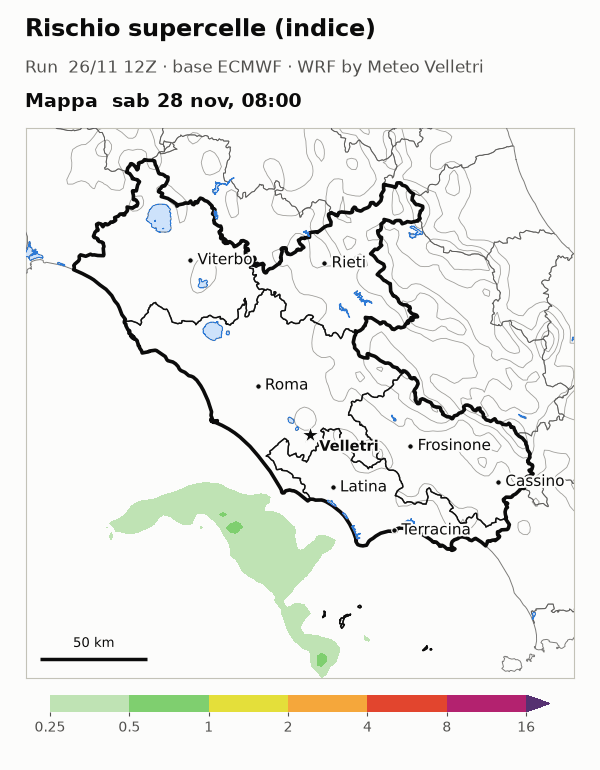 Rischio supercelle (indice)
Run  26/11 12Z · base ECMWF · WRF by Meteo Velletri
Mappa  sab 28 nov, 08:00
Viterbo
Rieti
Roma
Velletri
Frosinone
Latina
Cassino
Terracina
50 km
0.25 0.5 1 2 4 8 16